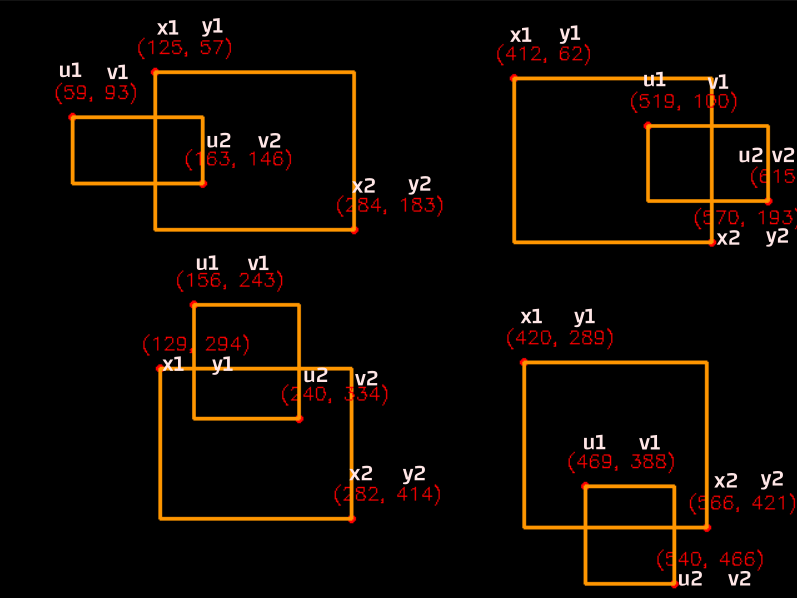 x1 y1
(125, 57)
u1 v1
(59, 93)
u2 v2
(163, 146)
x2 y2
(284, 183)
x1 y1
(412, 62)
u1 v1
(519, 100)
u2 v2
(615
(570, 193)
x2 y2
u1 v1
(156, 243)
(129, 294)
x1 y1
u2 v2
(240, 334)
x2 y2
(282, 414)
x1 y1
(420, 289)
u1 v1
(469, 388)
x2 y2
(566, 421)
(540, 466)
u2 v2